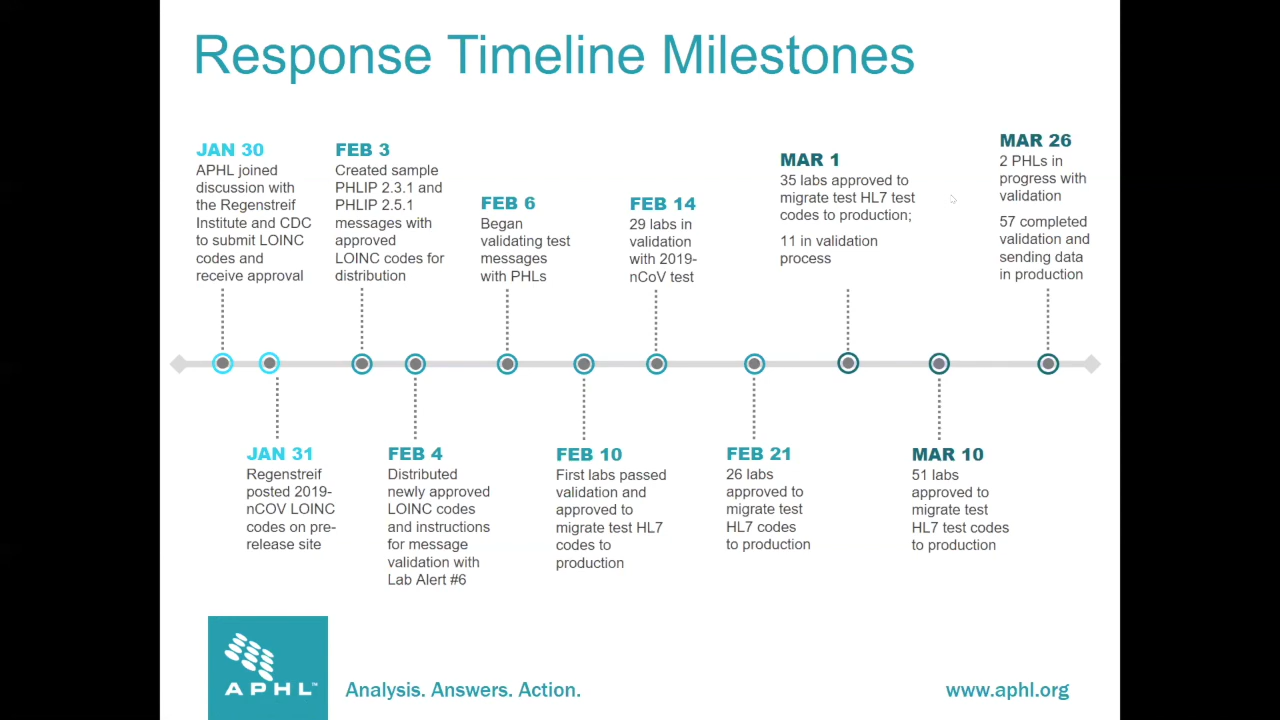 Response Timeline Milestones
JAN 30
APHL joined
discussion with
the Regenstreif
Institute and CDC
to submit LOINC
codes and
receive approval
JAN 31
Regenstreif
posted 2019-
nCOV LOINC
codes on pre-
release site
FEB 3
Created sample
PHLIP 2.3.1 and
PHLIP 2.5.1
messages with
approved
LOINC codes for
distribution
FEB 4
Distributed
newly approved
LOINC codes
and instructions
for message
validation with
Lab Alert #6
FEB 6
Began
validating test
messages
with PHLs
FEB 10
First labs passed
validation and
approved to
migrate test HL7
codes to
production
FEB 14
29 labs in
validation
with 2019-
nCoV test
FEB 21
26 labs
approved to
migrate test
HL7 codes
to production
MAR 1
35 labs approved to
migrate test HL7 test
codes to production;
11 in validation
process
MAR 10
51 labs
approved to
migrate test
HL7 test codes
to production
MAR 26
2 PHLs in
progress with
validation
57 completed
validation and
sending data
in production
APHL™
Analysis. Answers. Action.
www.aphl.org